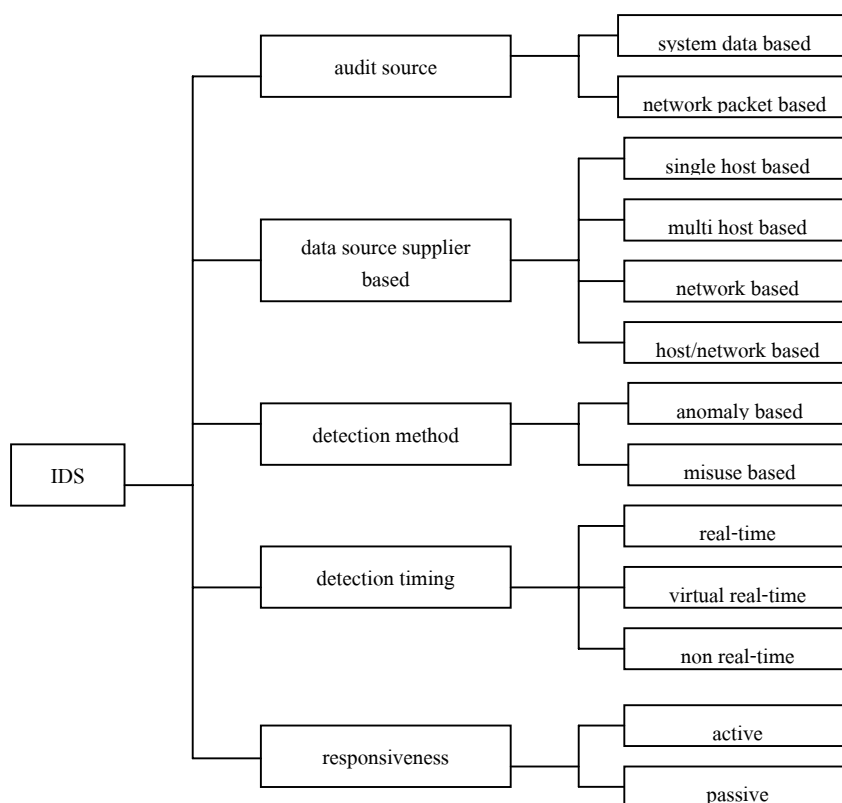 system data based
audit source
network packet based
single host based
multi host based
data source supplier
based
network based
host/network based
anomaly based
detection method
misuse based
IDS
real-time
detection timing
virtual real-time
non real-time
active
responsiveness
passive